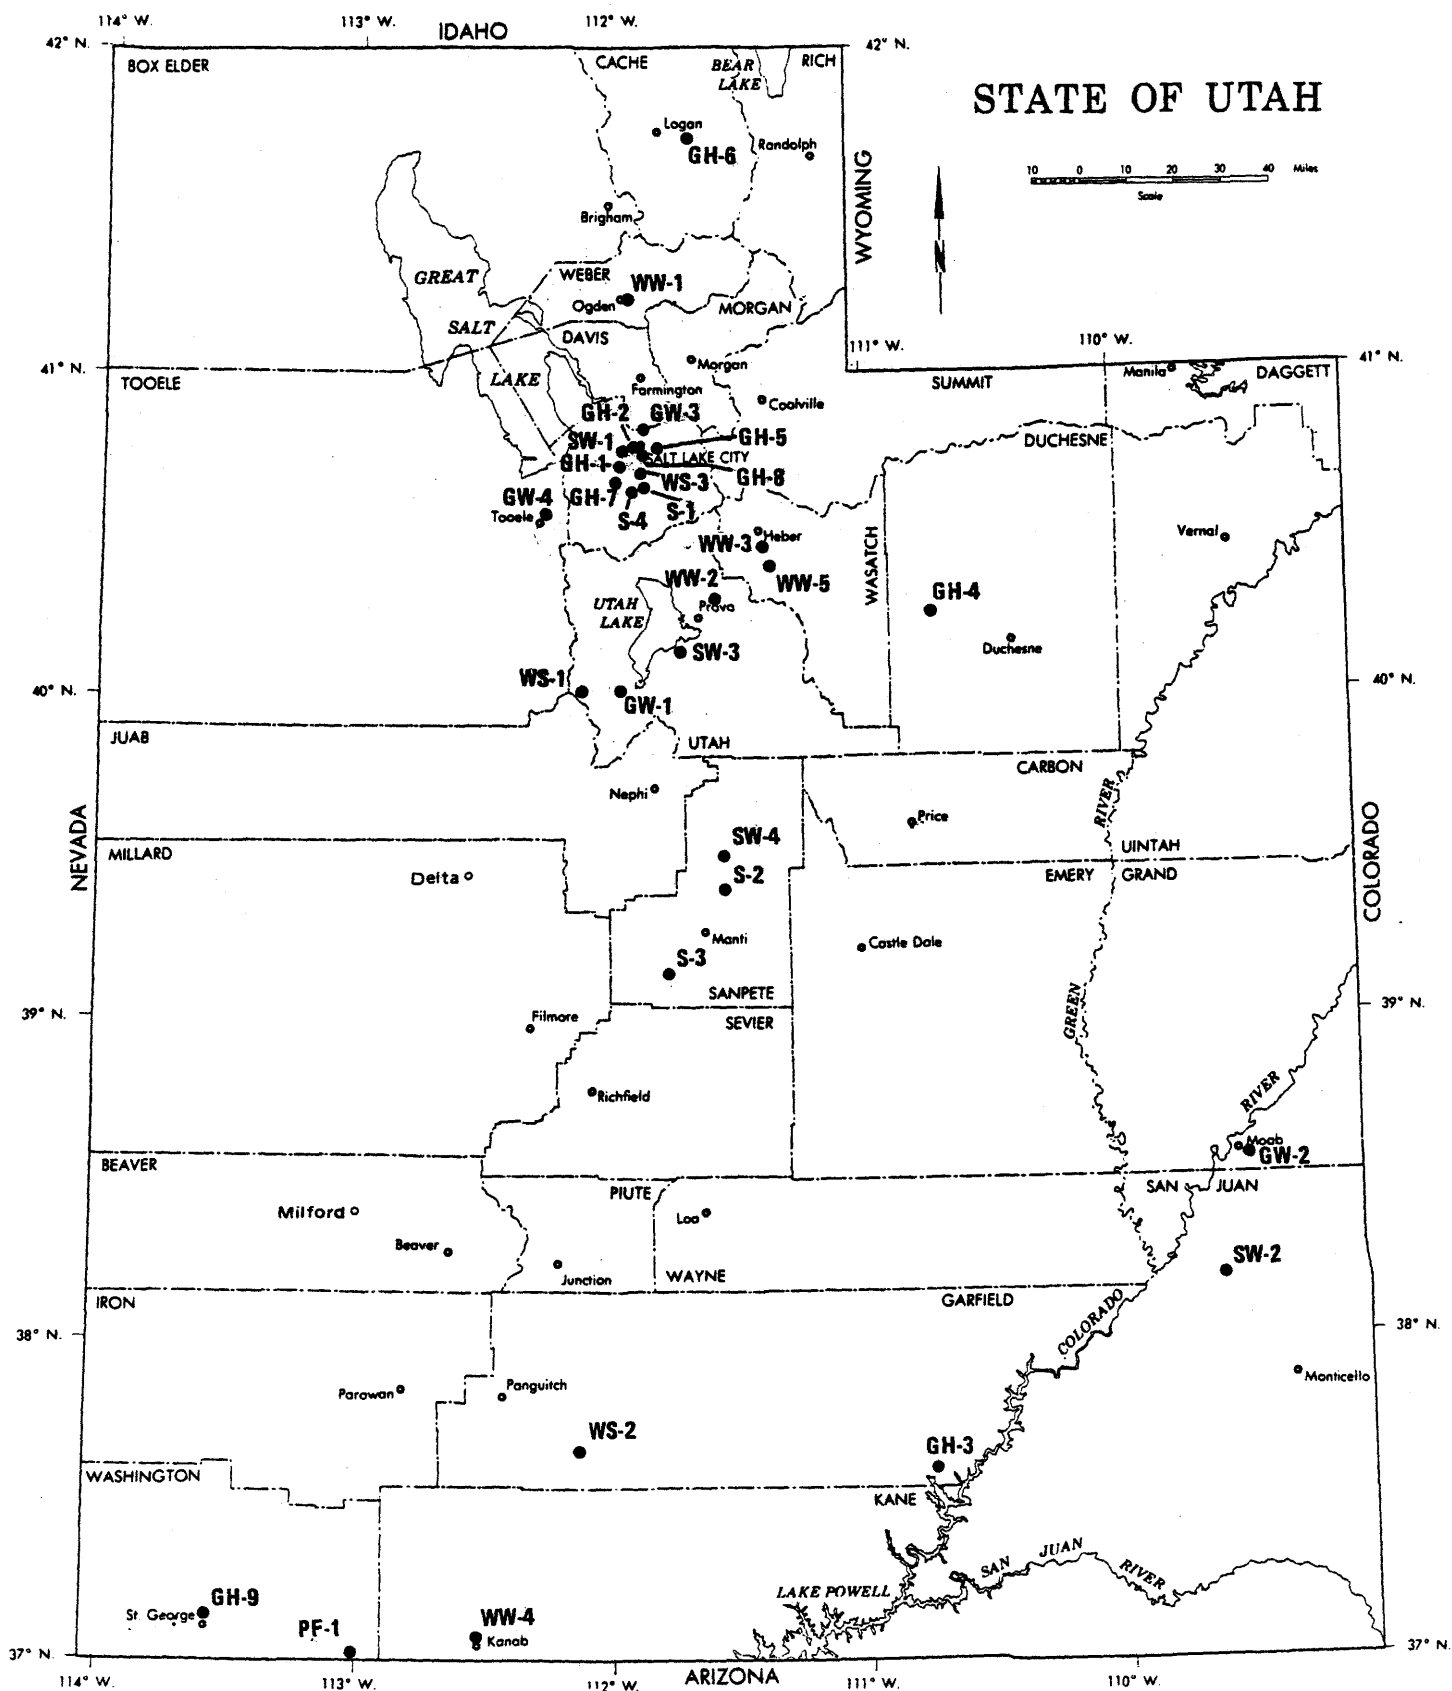 114° W.
113° W.
112° W.
IDAHO
42° N.
42° N.
BOX ELDER
CACHE
BEAR
LAKE
RICH
STATE OF UTAH
Logan
GH-6
Randolph
WYOMING
10 0 10 20 30 40 Miles
Scale
N
Brigham
GREAT
SALT
LAKE
WEBER
WW-1
Ogden
MORGAN
DAVIS
Morgan
111° W.
110° W.
41° N.
41° N.
TOOELE
SUMMIT
Manila
DAGGETT
Farmington
Coalville
GH-2
GW-3
SW-1
GH-5
GH-1
SALT LAKE CITY
GH-8
GH-7
WS-3
GW-4
Tooele
S-4
S-1
DUCHESNE
WW-3
Heber
WASATCH
Vernal
WW-2
WW-5
GH-4
UTAH
LAKE
Provo
Duchesne
SW-3
WS-1
GW-1
40° N.
40° N.
JUAB
UTAH
CARBON
Nephi
RIVER
Price
NEVADA
COLORADO
SW-4
UINTAH
MILLARD
S-2
EMERY
GRAND
Delta
Manti
Castle Dale
S-3
SANPETE
SEVIER
GREEN
39° N.
39° N.
Filmore
Richfield
RIVER
Moab
GW-2
BEAVER
PIUTE
SAN JUAN
Milford
Loa
Beaver
SW-2
Junction
WAYNE
IRON
GARFIELD
COLORADO
38° N.
38° N.
Parowan
Panguitch
Monticello
WS-2
GH-3
WASHINGTON
KANE
SAN JUAN RIVER
LAKE POWELL
GH-9
St. George
PF-1
WW-4
Kanab
37° N.
37° N.
ARIZONA
114° W.
113° W.
112° W.
111° W.
110° W.